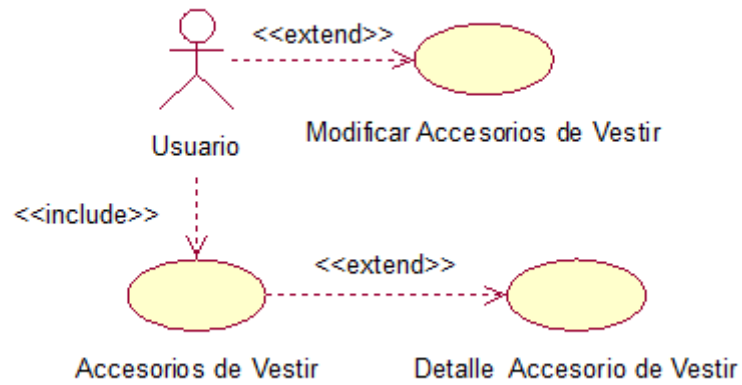 <<extend>>
Usuario
Modificar Accesorios de Vestir
<<include>>
<<extend>>
Accesorios de Vestir
Detalle Accesorio de Vestir